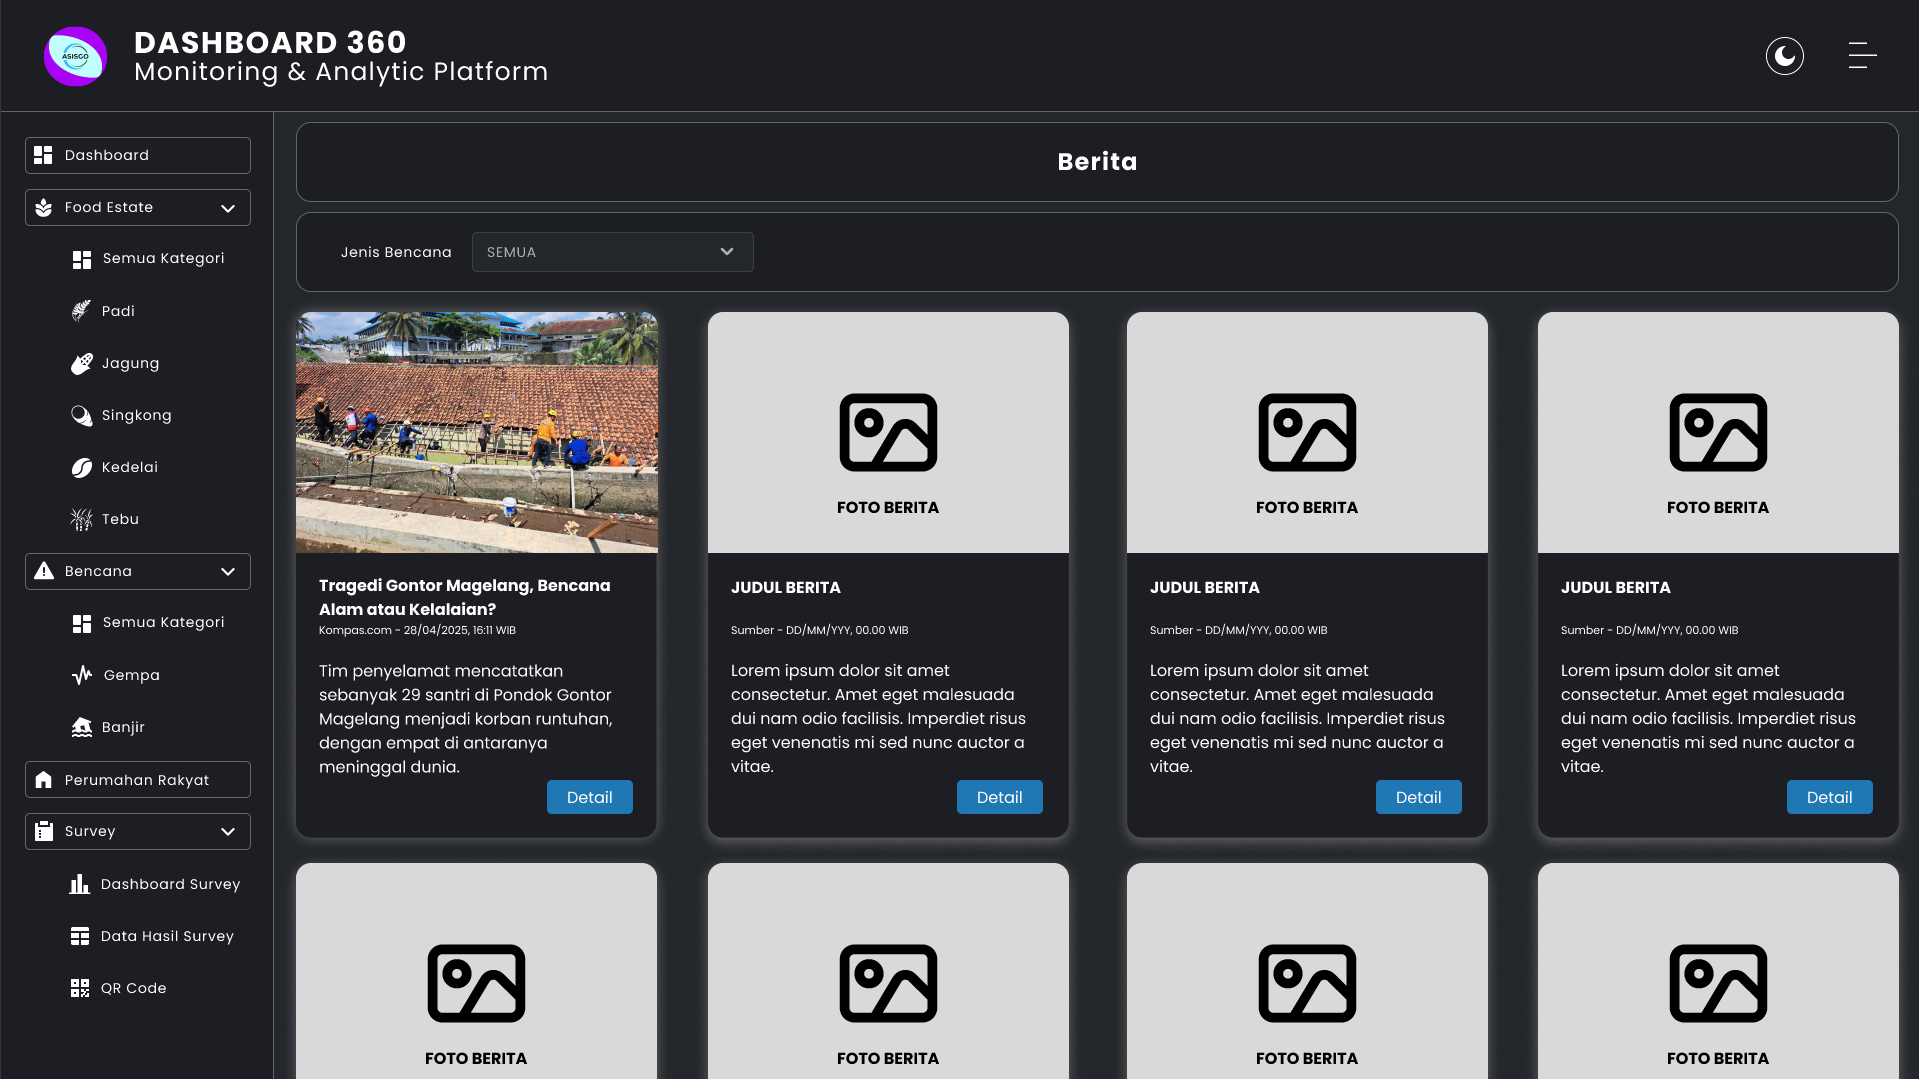 ASISGO
DASHBOARD 360
Monitoring & Analytic Platform
Dashboard
Food Estate
Semua Kategori
Padi
Jagung
Singkong
Kedelai
Tebu
Bencana
Semua Kategori
Gempa
Banjir
Perumahan Rakyat
Survey
Dashboard Survey
Data Hasil Survey
QR Code
Berita
Jenis Bencana
SEMUA
Tragedi Gontor Magelang, Bencana
Alam atau Kelalaian?
Kompas.com - 28/04/2025, 16:11 WIB
Tim penyelamat mencatatkan
sebanyak 29 santri di Pondok Gontor
Magelang menjadi korban runtuhan,
dengan empat di antaranya
meninggal dunia.
Detail
FOTO BERITA
JUDUL BERITA
Sumber - DD/MM/YYY, 00.00 WIB
Lorem ipsum dolor sit amet
consectetur. Amet eget malesuada
dui nam odio facilisis. Imperdiet risus
eget venenatis mi sed nunc auctor a
vitae.
Detail
FOTO BERITA
JUDUL BERITA
Sumber - DD/MM/YYY, 00.00 WIB
Lorem ipsum dolor sit amet
consectetur. Amet eget malesuada
dui nam odio facilisis. Imperdiet risus
eget venenatis mi sed nunc auctor a
vitae.
Detail
FOTO BERITA
JUDUL BERITA
Sumber - DD/MM/YYY, 00.00 WIB
Lorem ipsum dolor sit amet
consectetur. Amet eget malesuada
dui nam odio facilisis. Imperdiet risus
eget venenatis mi sed nunc auctor a
vitae.
Detail
FOTO BERITA
FOTO BERITA
FOTO BERITA
FOTO BERITA